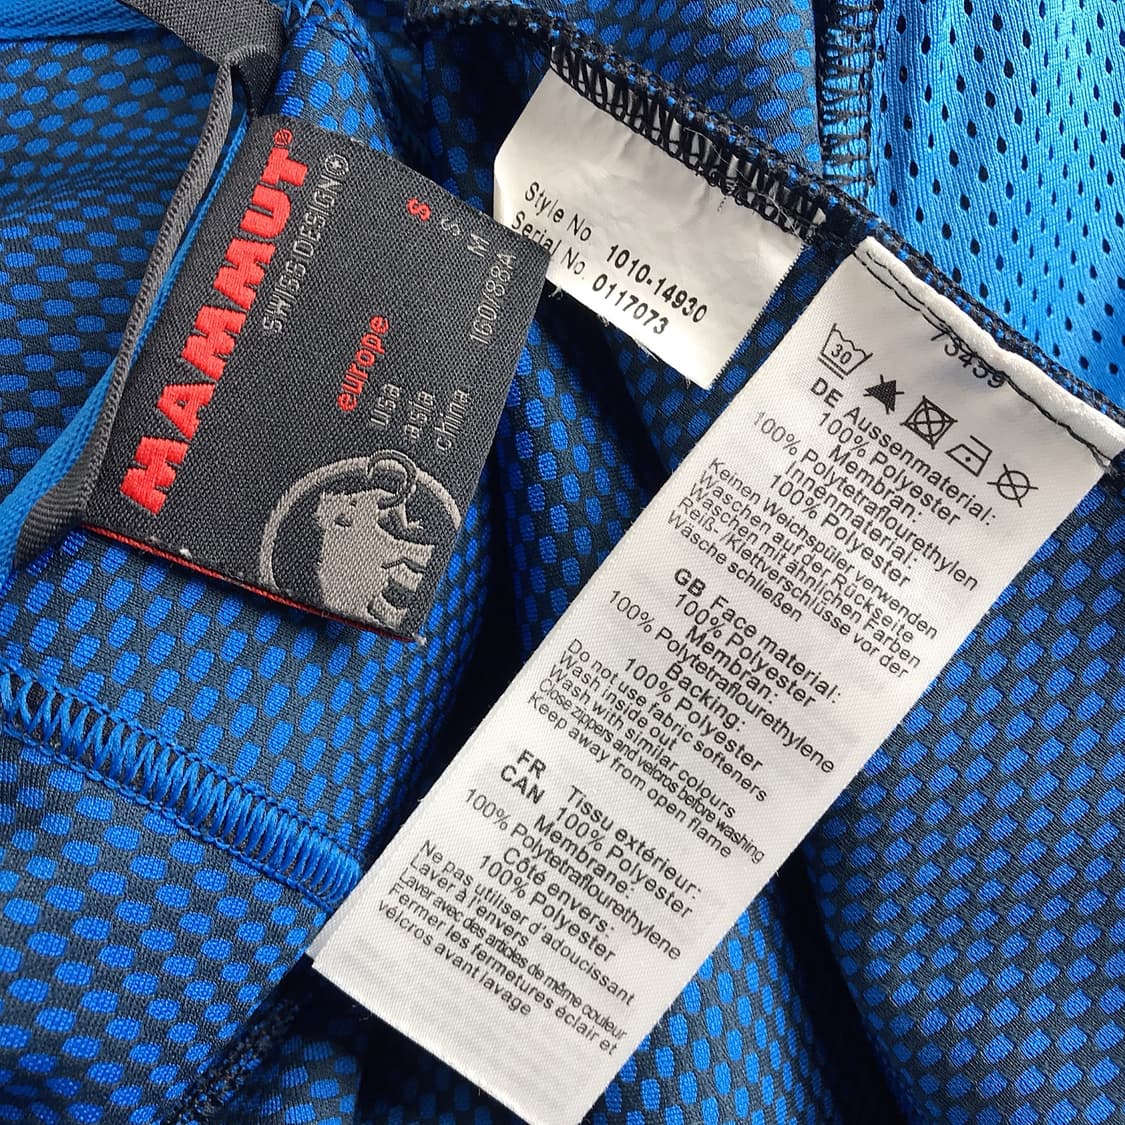 MAMMUT®
SWISS DESIGN
europe S
usa S
asia M
china 160/88A
Style No. 1010-14930
Serial No. 0117073
73439
30
DE Aussenmaterial:
100% Polyester
Membran:
100% Polytetraflourethylen
Innenmaterial:
100% Polyester
Keinen Weichspüler verwenden
Waschen auf der Rückseite
Waschen mit ähnlichen Farben
Reiß-/Klettverschlüsse vor der
Wäsche schließen
GB Face material:
100% Polyester
Membran:
100% Polytetraflourethylene
Backing:
100% Polyester
Do not use fabric softeners
Wash inside out
Wash with similar colours
Close zippers and velcros before washing
Keep away from open flame
FR
CAN Tissu extérieur:
100% Polyester
Membrane:
100% Polytetraflourethylene
Côté envers:
100% Polyester
Ne pas utiliser d'adoucissant
Laver à l'envers
Laver avec des articles de même couleur
Fermer les fermetures éclair et
vélcros avant lavage